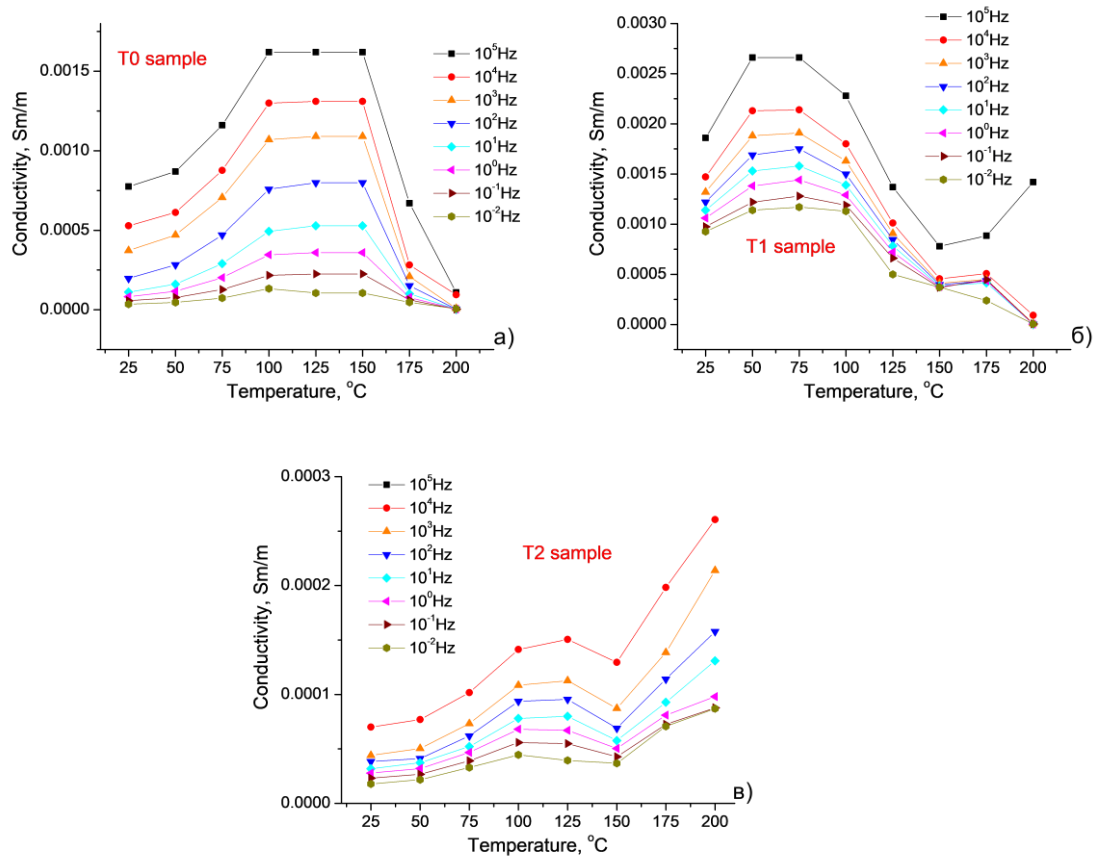 T0 sample
Conductivity, Sm/m
0.0015
0.0010
0.0005
0.0000
10⁵Hz
10⁴Hz
10³Hz
10²Hz
10¹Hz
10⁰Hz
10⁻¹Hz
10⁻²Hz
25 50 75 100 125 150 175 200
Temperature, °C
а)
T1 sample
Conductivity, Sm/m
0.0030
0.0025
0.0020
0.0015
0.0010
0.0005
0.0000
10⁵Hz
10⁴Hz
10³Hz
10²Hz
10¹Hz
10⁰Hz
10⁻¹Hz
10⁻²Hz
25 50 75 100 125 150 175 200
Temperature, °C
б)
T2 sample
Conductivity, Sm/m
0.0003
0.0002
0.0001
0.0000
10⁵Hz
10⁴Hz
10³Hz
10²Hz
10¹Hz
10⁰Hz
10⁻¹Hz
10⁻²Hz
25 50 75 100 125 150 175 200
Temperature, °C
в)